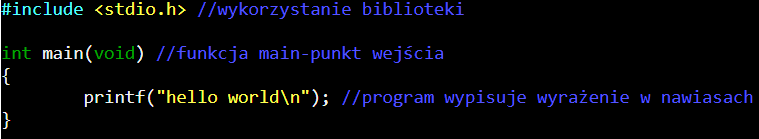 #include <stdio.h> //wykorzystanie biblioteki
int main(void) //funkcja main-punkt wejścia
{
printf("hello world\n"); //program wypisuje wyrażenie w nawiasach
}